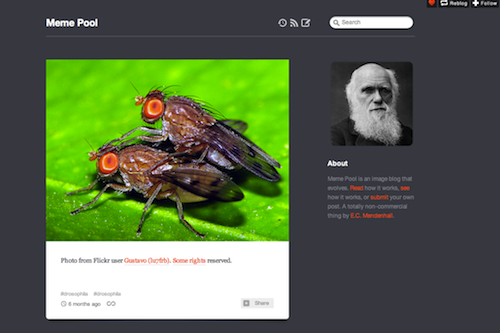 Reblog Follow
Meme Pool
Search
About
Meme Pool is an image blog that
evolves. Read how it works, see
how it works, or submit your own
post. A totally non-commercial
thing by E.C. Mendenhall.
Photo from Flickr user Gustavo (lu7frb). Some rights reserved.
#drosophila #drosophila
6 months ago
Share